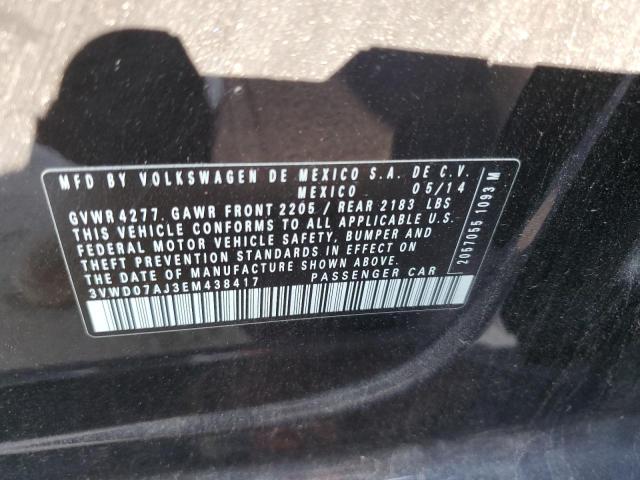 MFD BY VOLKSWAGEN DE MEXICO S.A. DE C.V.
MEXICO 05/14
GVWR 4277. GAWR FRONT 2205 / REAR 2183 LBS
THIS VEHICLE CONFORMS TO ALL APPLICABLE U.S.
FEDERAL MOTOR VEHICLE SAFETY, BUMPER AND
THEFT PREVENTION STANDARDS IN EFFECT ON
THE DATE OF MANUFACTURE SHOWN ABOVE.
3VWD07AJ3EM438417 PASSENGER CAR
2057055 1093 M